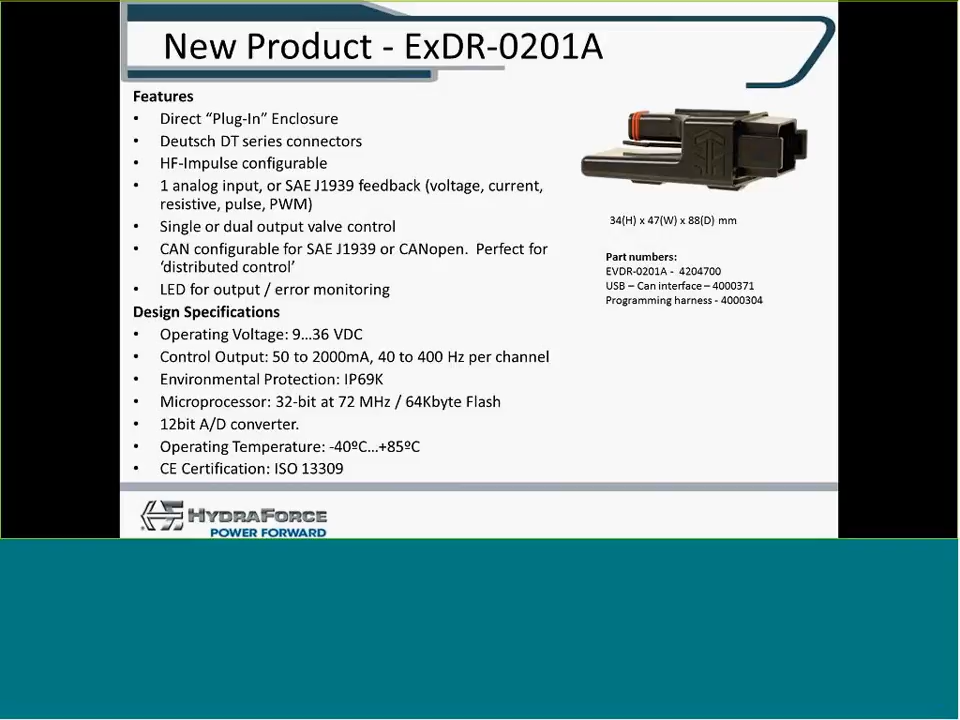 New Product - ExDR-0201A
Features
• Direct “Plug-In” Enclosure
• Deutsch DT series connectors
• HF-Impulse configurable
• 1 analog input, or SAE J1939 feedback (voltage, current,
resistive, pulse, PWM)
• Single or dual output valve control
• CAN configurable for SAE J1939 or CANopen. Perfect for
‘distributed control’
• LED for output / error monitoring
Design Specifications
• Operating Voltage: 9…36 VDC
• Control Output: 50 to 2000mA, 40 to 400 Hz per channel
• Environmental Protection: IP69K
• Microprocessor: 32-bit at 72 MHz / 64Kbyte Flash
• 12bit A/D converter.
• Operating Temperature: -40ºC…+85ºC
• CE Certification: ISO 13309
34(H) x 47(W) x 88(D) mm
Part numbers:
EVDR-0201A - 4204700
USB – Can interface – 4000371
Programming harness - 4000304
HYDRAFORCE
POWER FORWARD